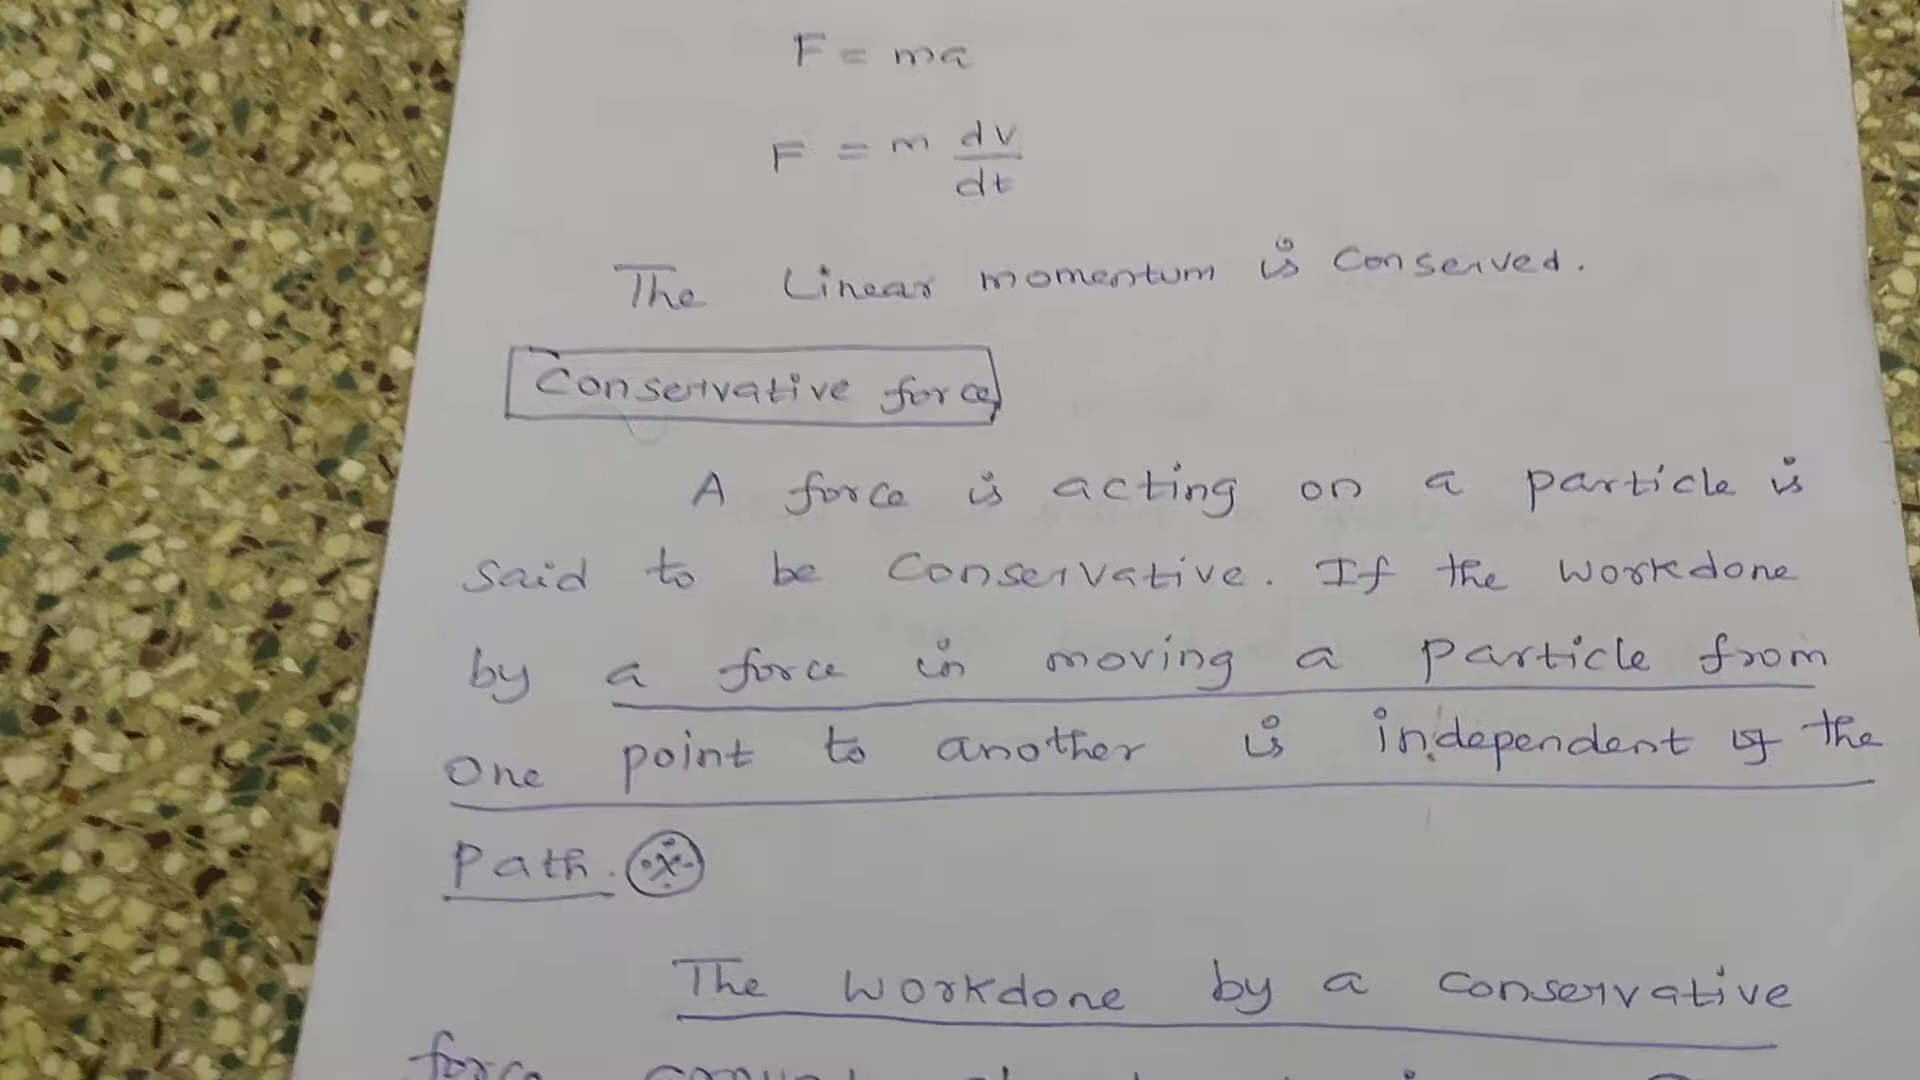 F = ma
F = m dv/dt
The Linear momentum is conserved.
Conservative force
A force is acting on a particle is
said to be conservative. If the workdone
by a force in moving a particle from
one point to another is independent of the
path.
The workdone by a conservative
force